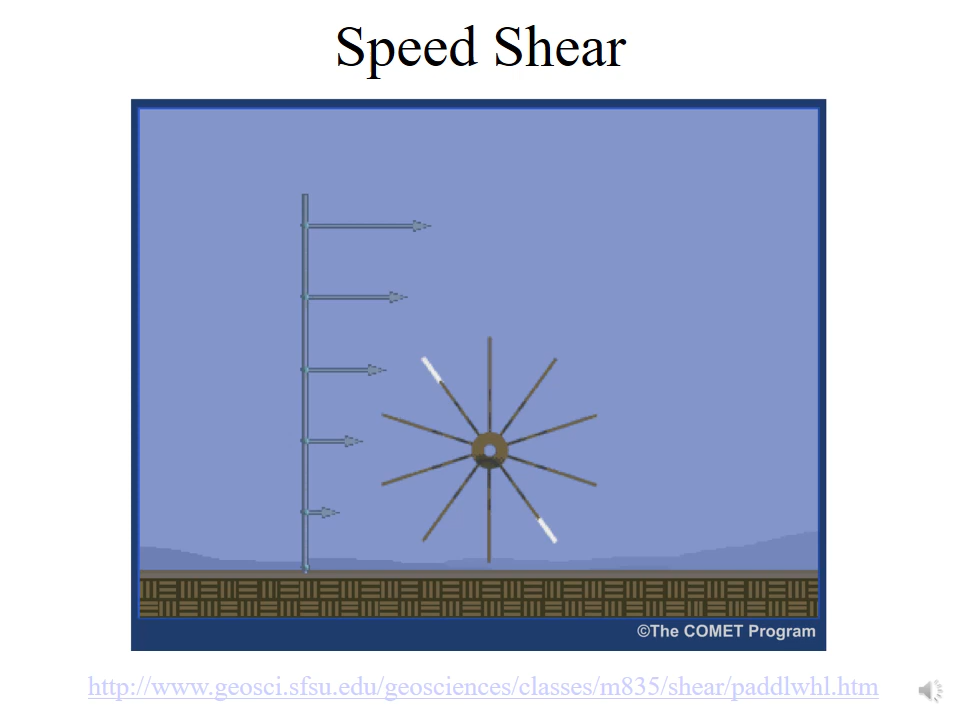 Speed Shear
©The COMET Program
http://www.geosci.sfsu.edu/geosciences/classes/m835/shear/paddlwhl.htm